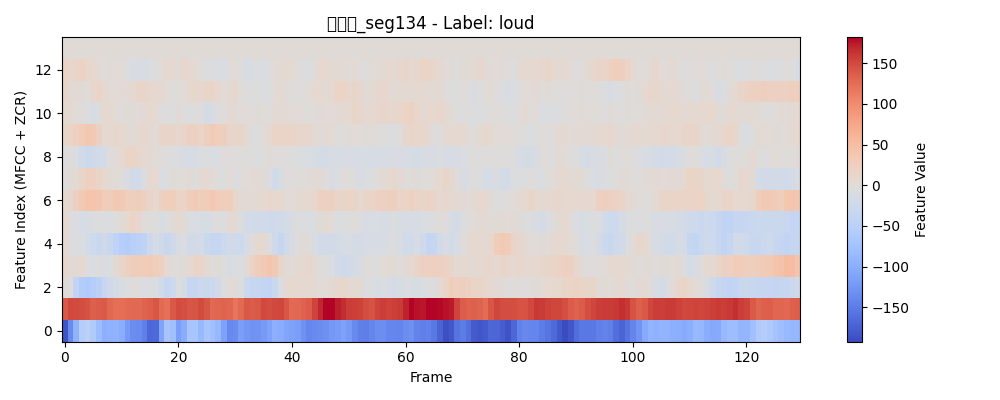 _seg134 - Label: loud
Feature Index (MFCC + ZCR)
12
10
8
6
4
2
0
0 20 40 60 80 100 120
Frame
150
100
50
0
−50
−100
−150
Feature Value